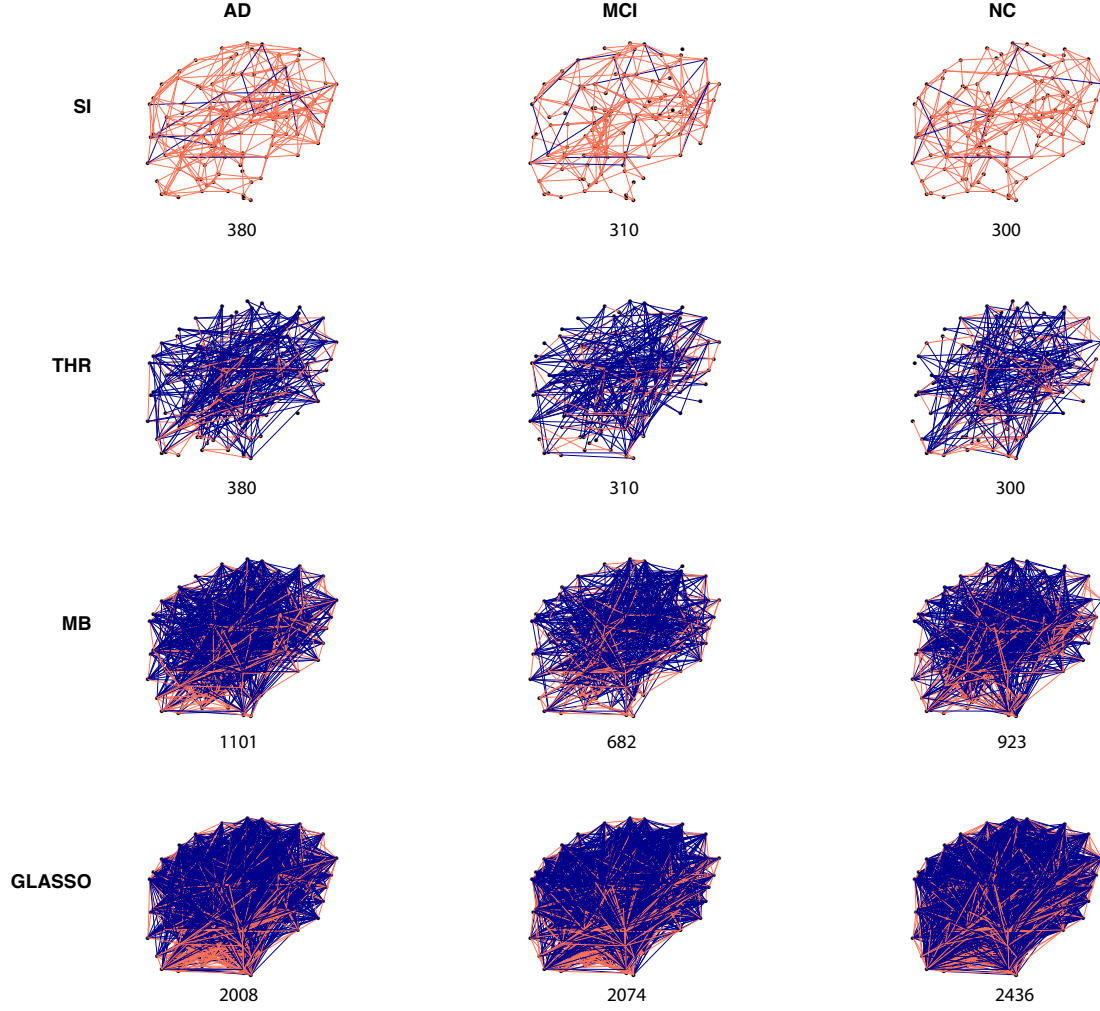 AD MCI NC
SI
380 310 300
THR
380 310 300
MB
1101 682 923
GLASSO
2008 2074 2436